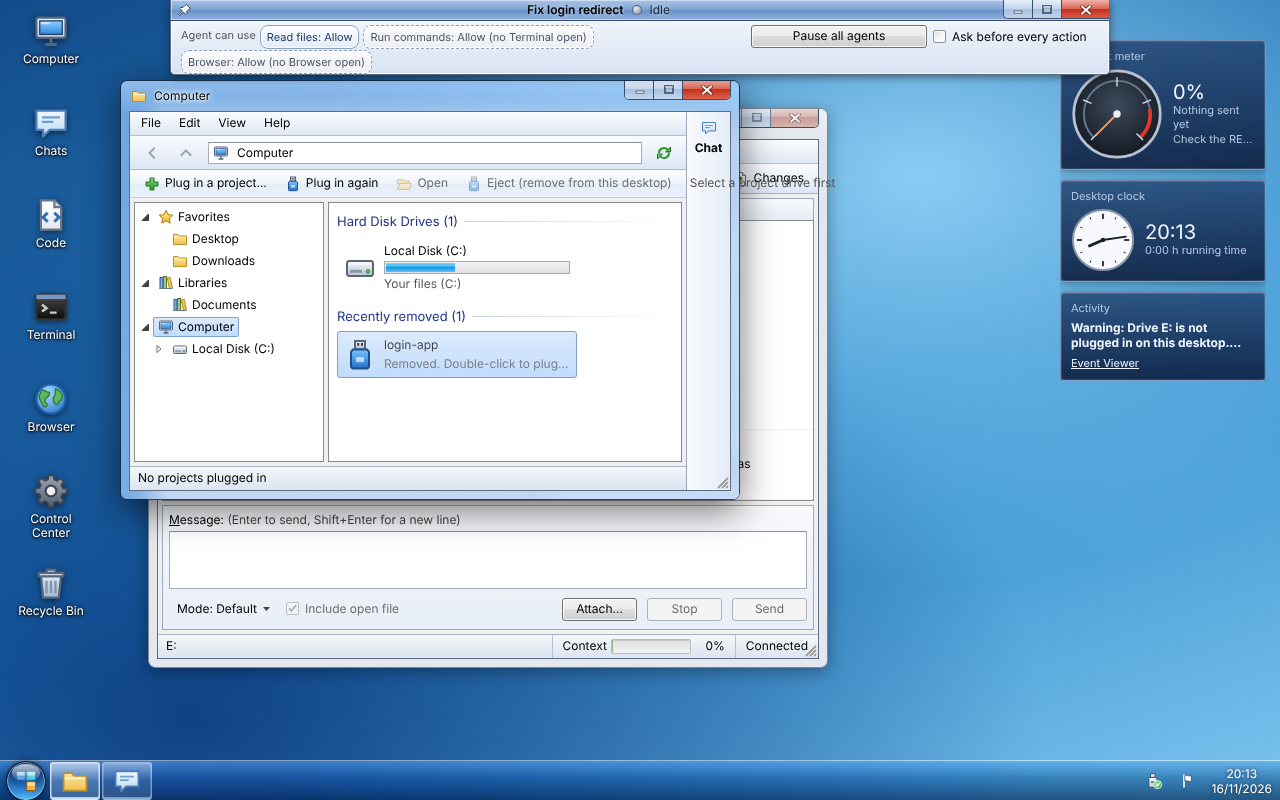 Fix login redirect
Idle
Agent can use
Read files: Allow
Run commands: Allow (no Terminal open)
Browser: Allow (no Browser open)
Pause all agents
Ask before every action
Computer
Chats
Code
Terminal
Browser
Control
Center
Recycle Bin
Computer
File
Edit
View
Help
Computer
Plug in a project...
Plug in again
Open
Eject (remove from this desktop)
Select a project drive first
Chat
Favorites
Desktop
Downloads
Libraries
Documents
Computer
Local Disk (C:)
Hard Disk Drives (1)
Local Disk (C:)
Your files (C:)
Recently removed (1)
login-app
Removed. Double-click to plug...
No projects plugged in
Changes
as
Message: (Enter to send, Shift+Enter for a new line)
Mode: Default
Include open file
Attach...
Stop
Send
E:
Context
0%
Connected
meter
0%
Nothing sent
yet
Check the RE...
Desktop clock
20:13
0:00 h running time
Activity
Warning: Drive E: is not
plugged in on this desktop....
Event Viewer
20:13
16/11/2026